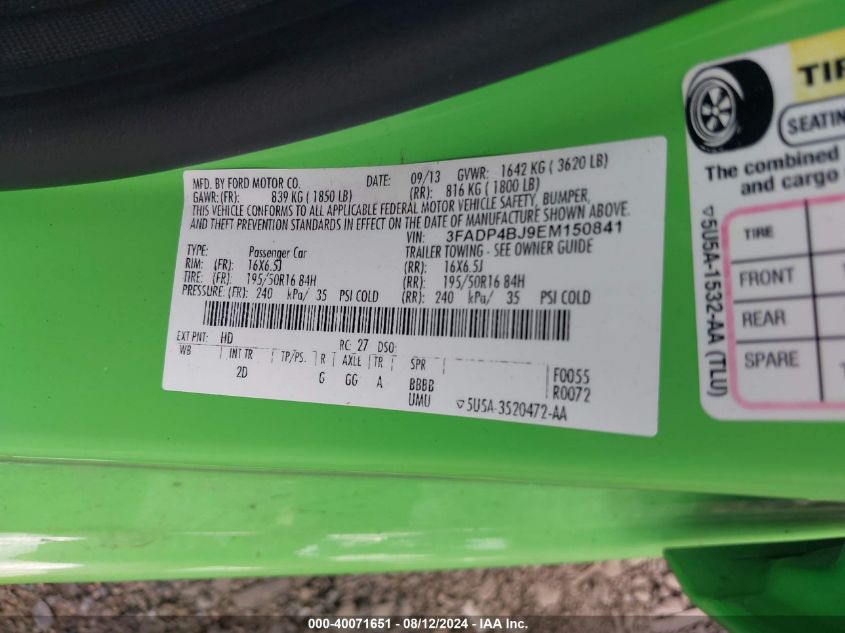 MFD. BY FORD MOTOR CO. DATE: 09/13 GVWR: 1642 KG ( 3620 LB)
GAWR: (FR): 839 KG ( 1850 LB) (RR): 816 KG ( 1800 LB)
THIS VEHICLE CONFORMS TO ALL APPLICABLE FEDERAL MOTOR VEHICLE SAFETY, BUMPER,
AND THEFT PREVENTION STANDARDS IN EFFECT ON THE DATE OF MANUFACTURE SHOWN ABOVE.
VIN: 3FADP4BJ9EM150841
TYPE: Passenger Car TRAILER TOWING - SEE OWNER GUIDE
RIM: (FR): 16X6.5J (RR): 16X6.5J
TIRE: (FR): 195/50R16 84H (RR): 195/50R16 84H
PRESSURE: (FR): 240 kPa/ 35 PSI COLD (RR): 240 kPa/ 35 PSI COLD
EXT PNT: HD RC: 27 DSO:
WB INT TR TP/PS. R AXLE TR SPR
2D G GG A BBBB F0055
UMU R0072
5U5A-3520472-AA
TIR
SEATIN
The combined
and cargo
TIRE
FRONT
REAR
SPARE
5U5A-1532-AA (TLU)
000-40071651 - 08/12/2024 - IAA Inc.